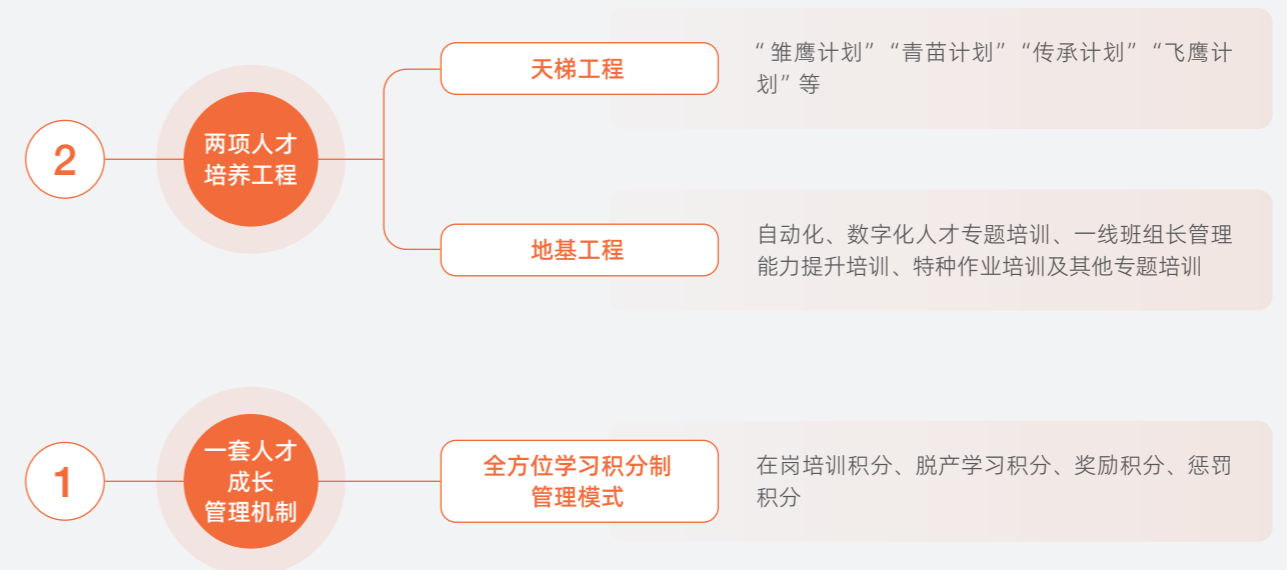 2
两项人才
培养工程
天梯工程
“雏鹰计划”“青苗计划”“传承计划”“飞鹰计
划”等
地基工程
自动化、数字化人才专题培训、一线班组长管理
能力提升培训、特种作业培训及其他专题培训
1
一套人才
成长
管理机制
全方位学习积分制
管理模式
在岗培训积分、脱产学习积分、奖励积分、惩罚
积分